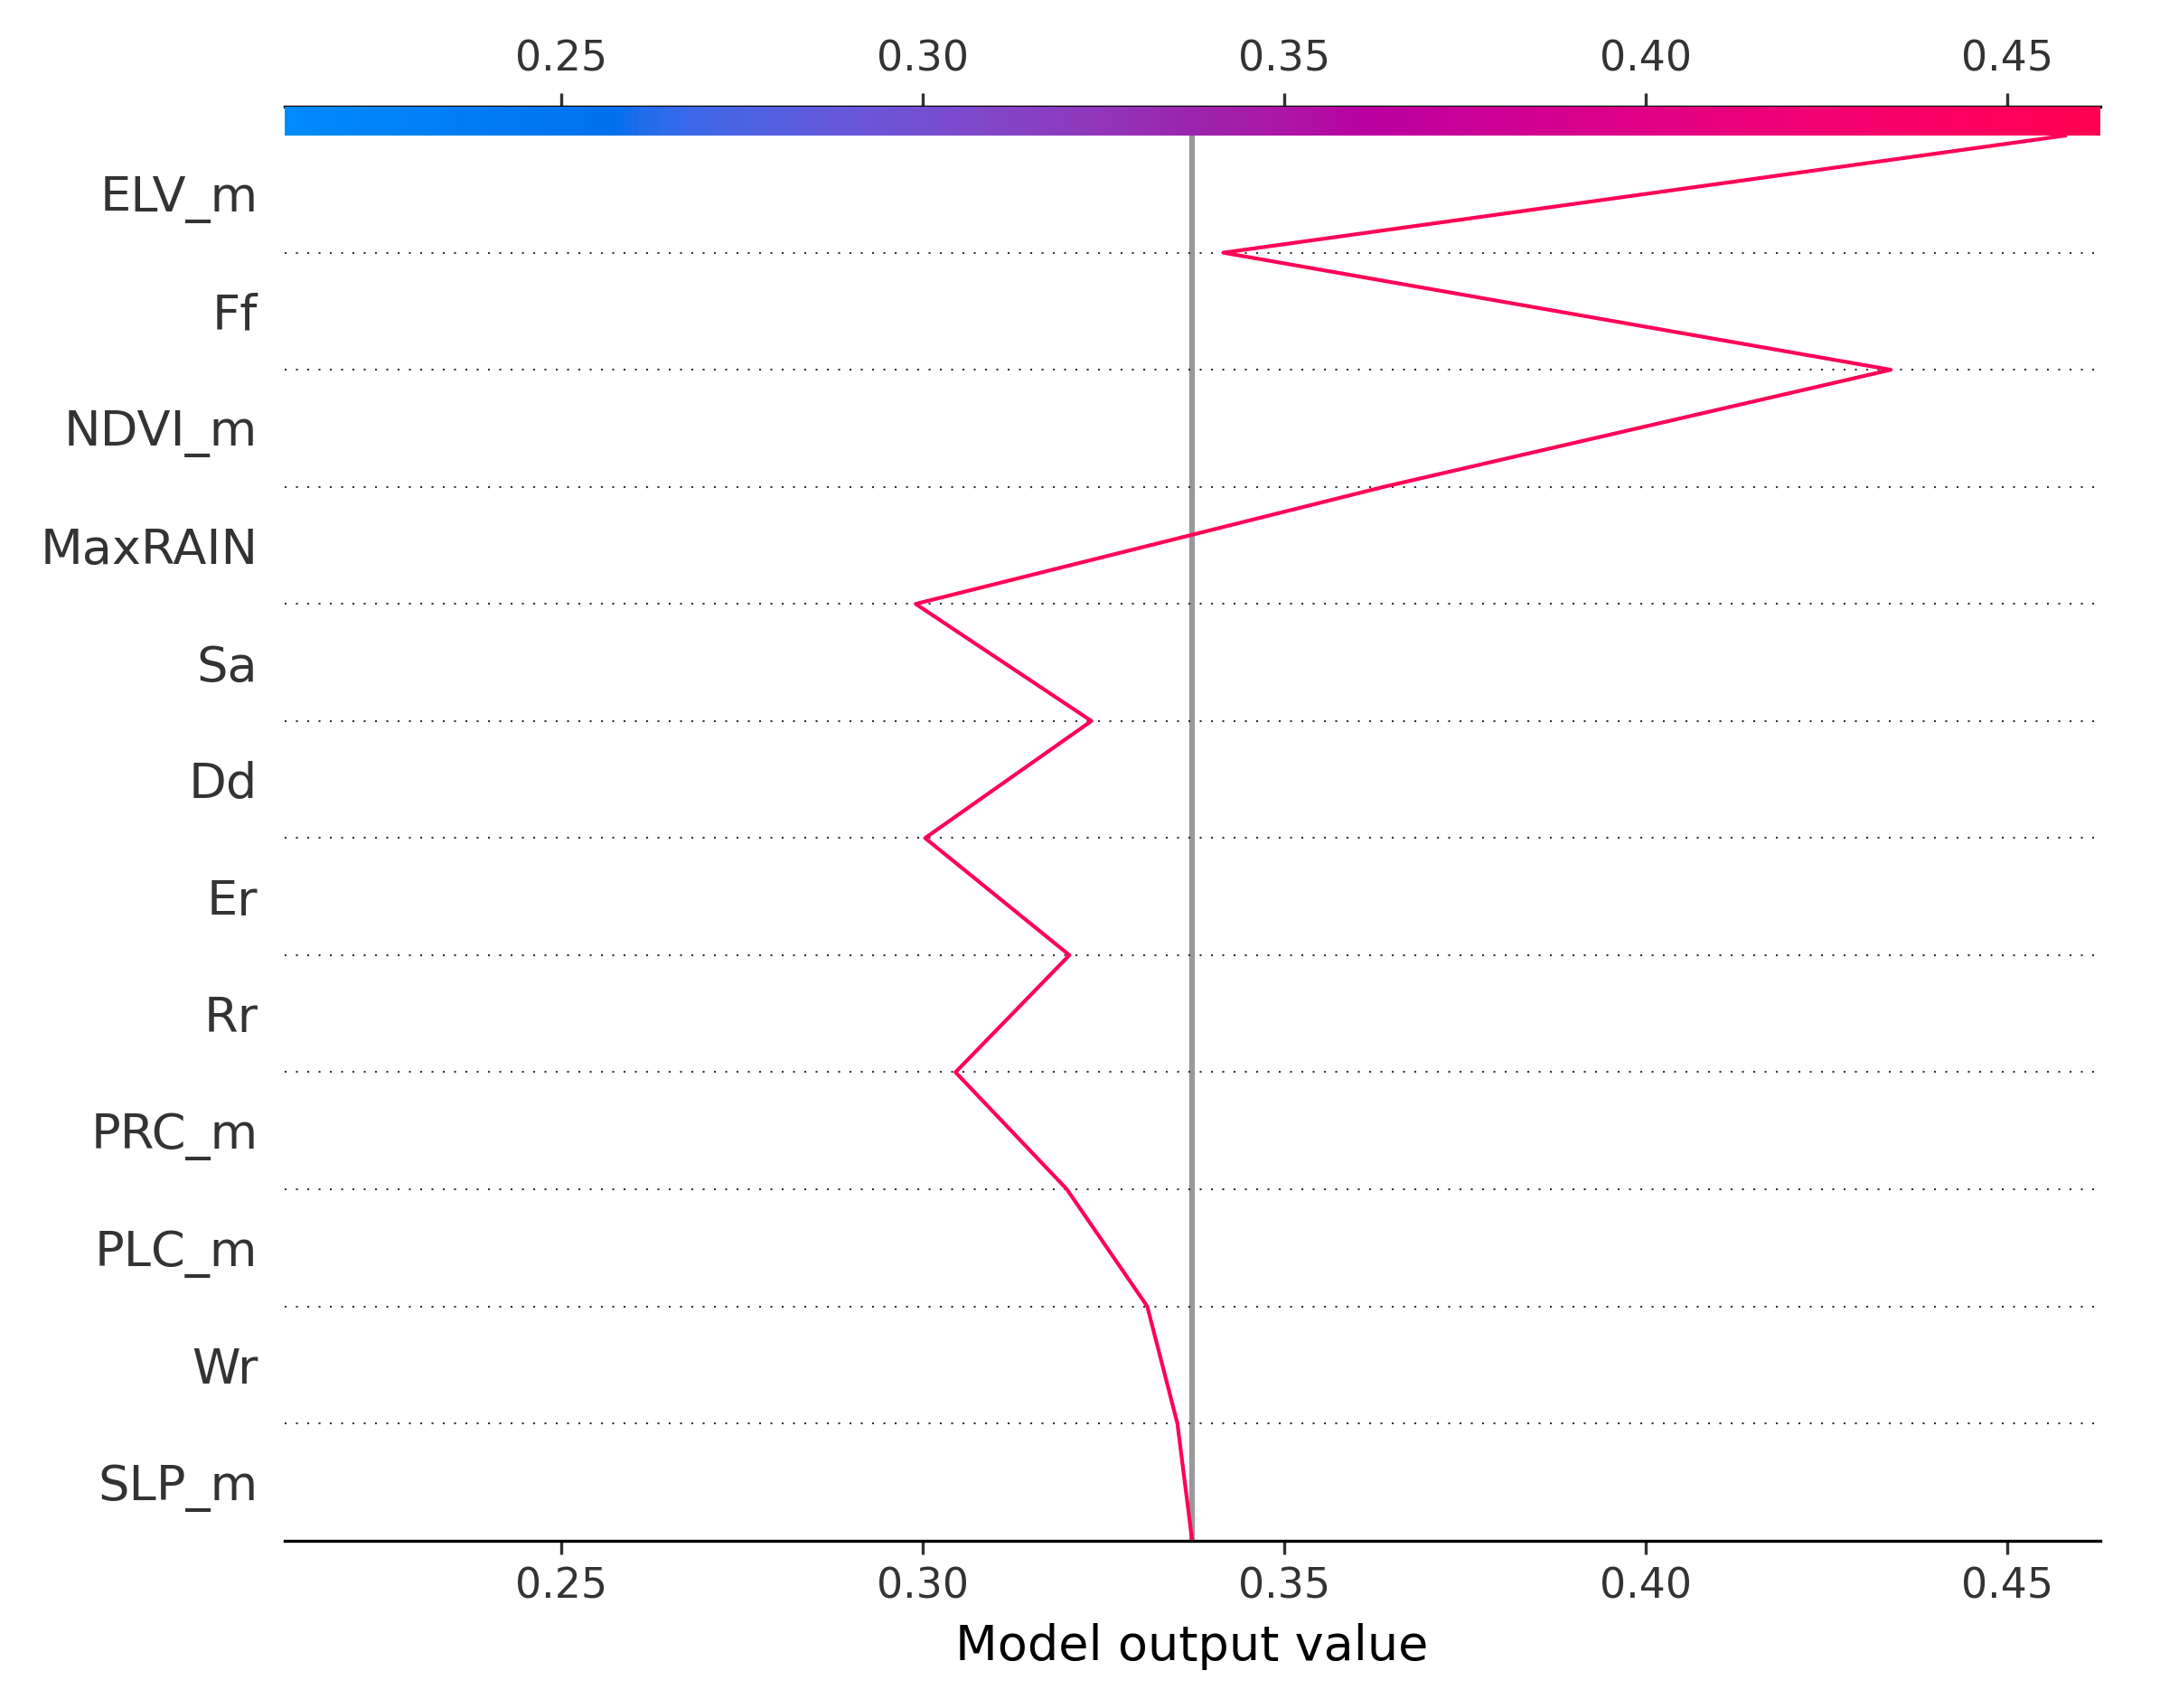 0.25 0.30 0.35 0.40 0.45
ELV_m
Ff
NDVI_m
MaxRAIN
Sa
Dd
Er
Rr
PRC_m
PLC_m
Wr
SLP_m
0.25 0.30 0.35 0.40 0.45
Model output value